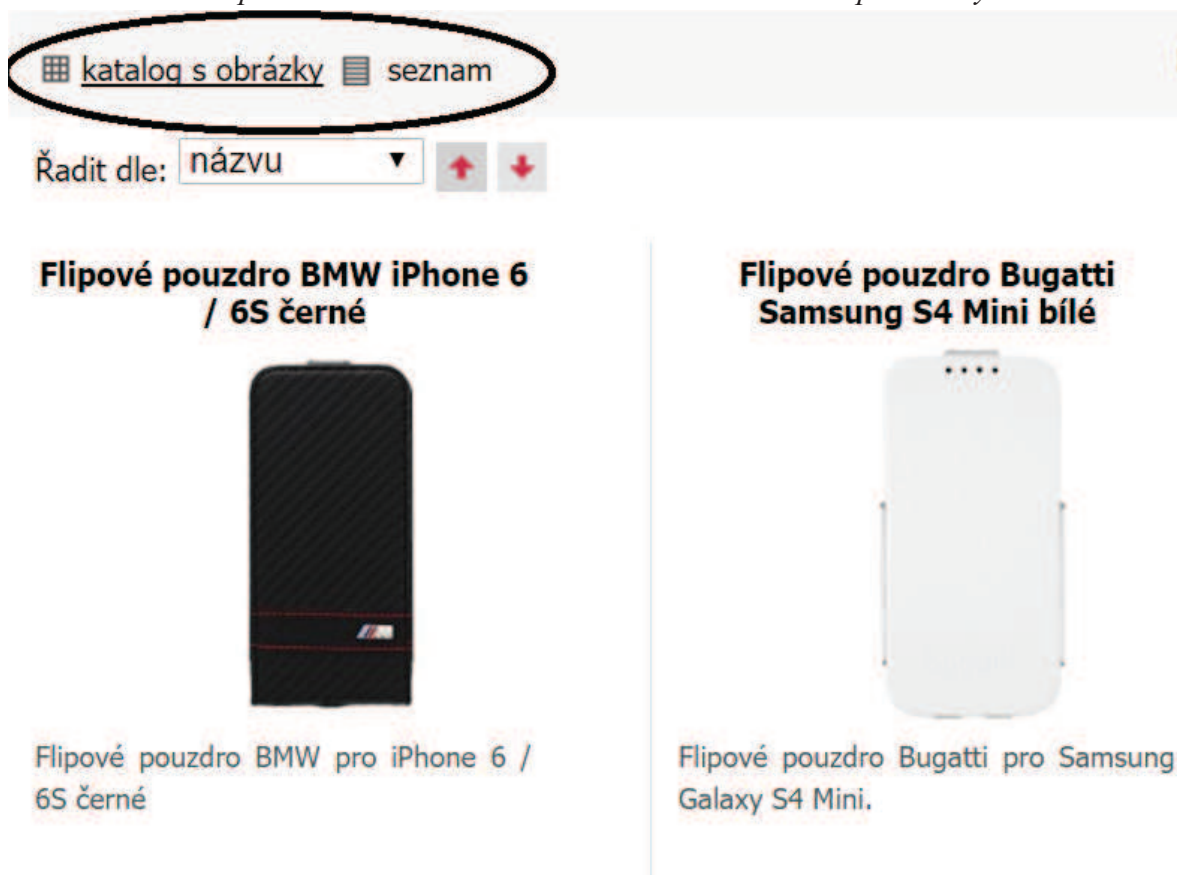 katalog s obrázky seznam
Řadit dle: názvu
Flipové pouzdro BMW iPhone 6
/ 6S černé
Flipové pouzdro Bugatti
Samsung S4 Mini bílé
Flipové pouzdro BMW pro iPhone 6 /
6S černé
Flipové pouzdro Bugatti pro Samsung
Galaxy S4 Mini.